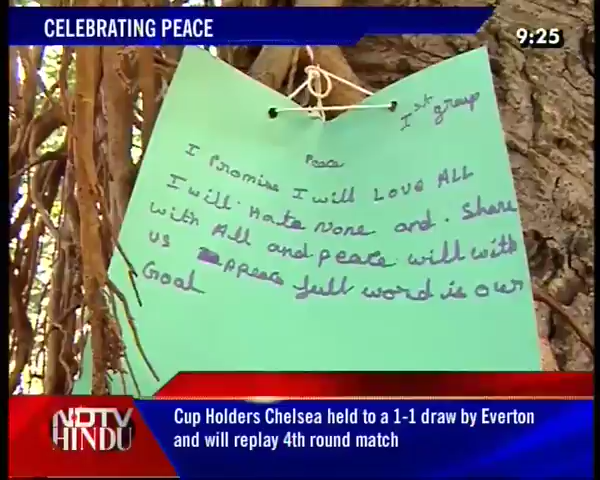 CELEBRATING PEACE
9:25
1st group
Peace
I Promise I will Love All
I will Hate None and. Share
with All and peace will with
us Appeace full word is our
Goal
NDTV
HINDU
Cup Holders Chelsea held to a 1-1 draw by Everton
and will replay 4th round match